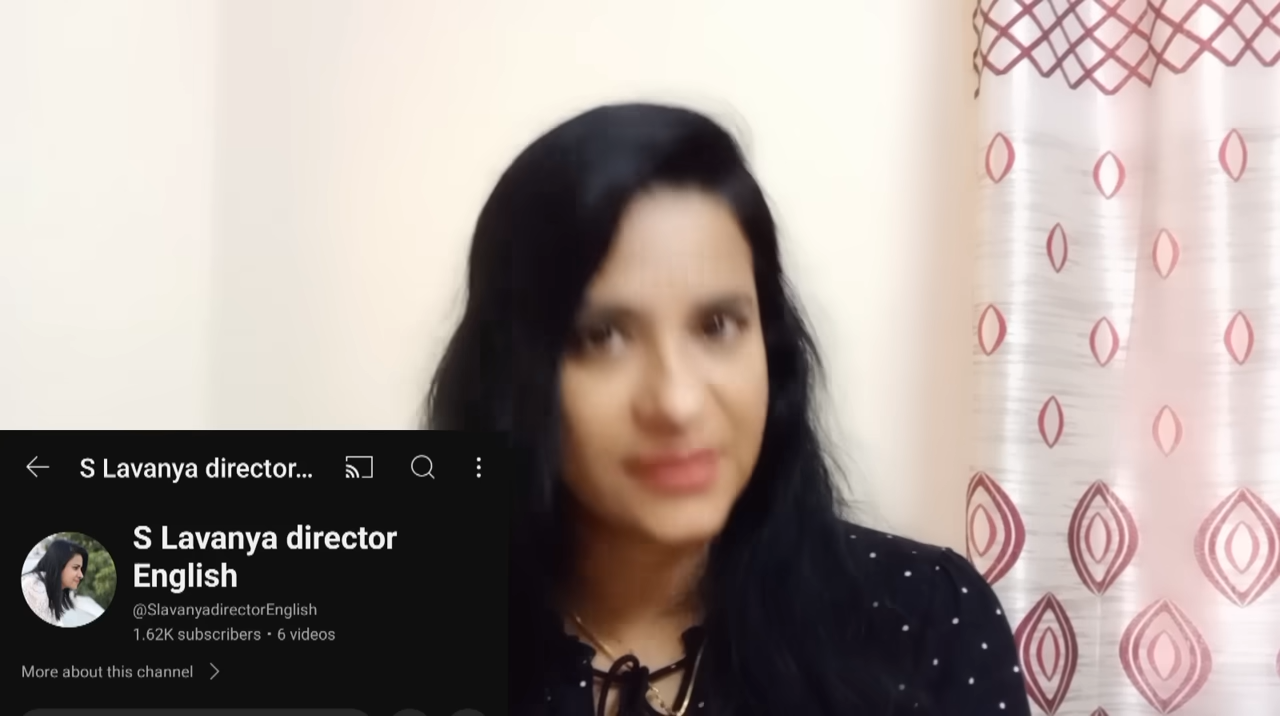 S Lavanya director...
S Lavanya director
English
@SlavanyadirectorEnglish
1.62K subscribers • 6 videos
More about this channel